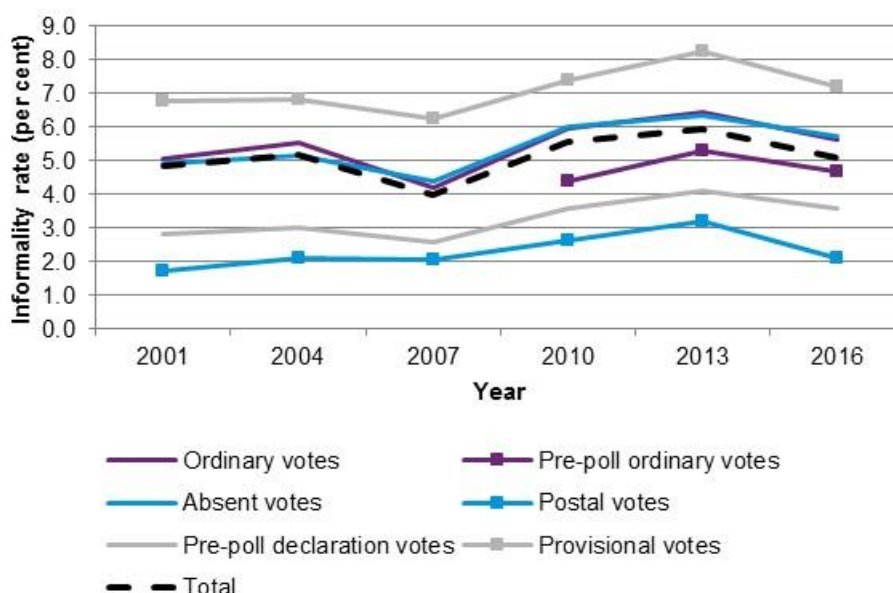 9.0
8.0
7.0
6.0
5.0
4.0
3.0
2.0
1.0
0.0
Informality rate (per cent)
2001 2004 2007 2010 2013 2016
Year
Ordinary votes Pre-poll ordinary votes
Absent votes Postal votes
Pre-poll declaration votes Provisional votes
Total